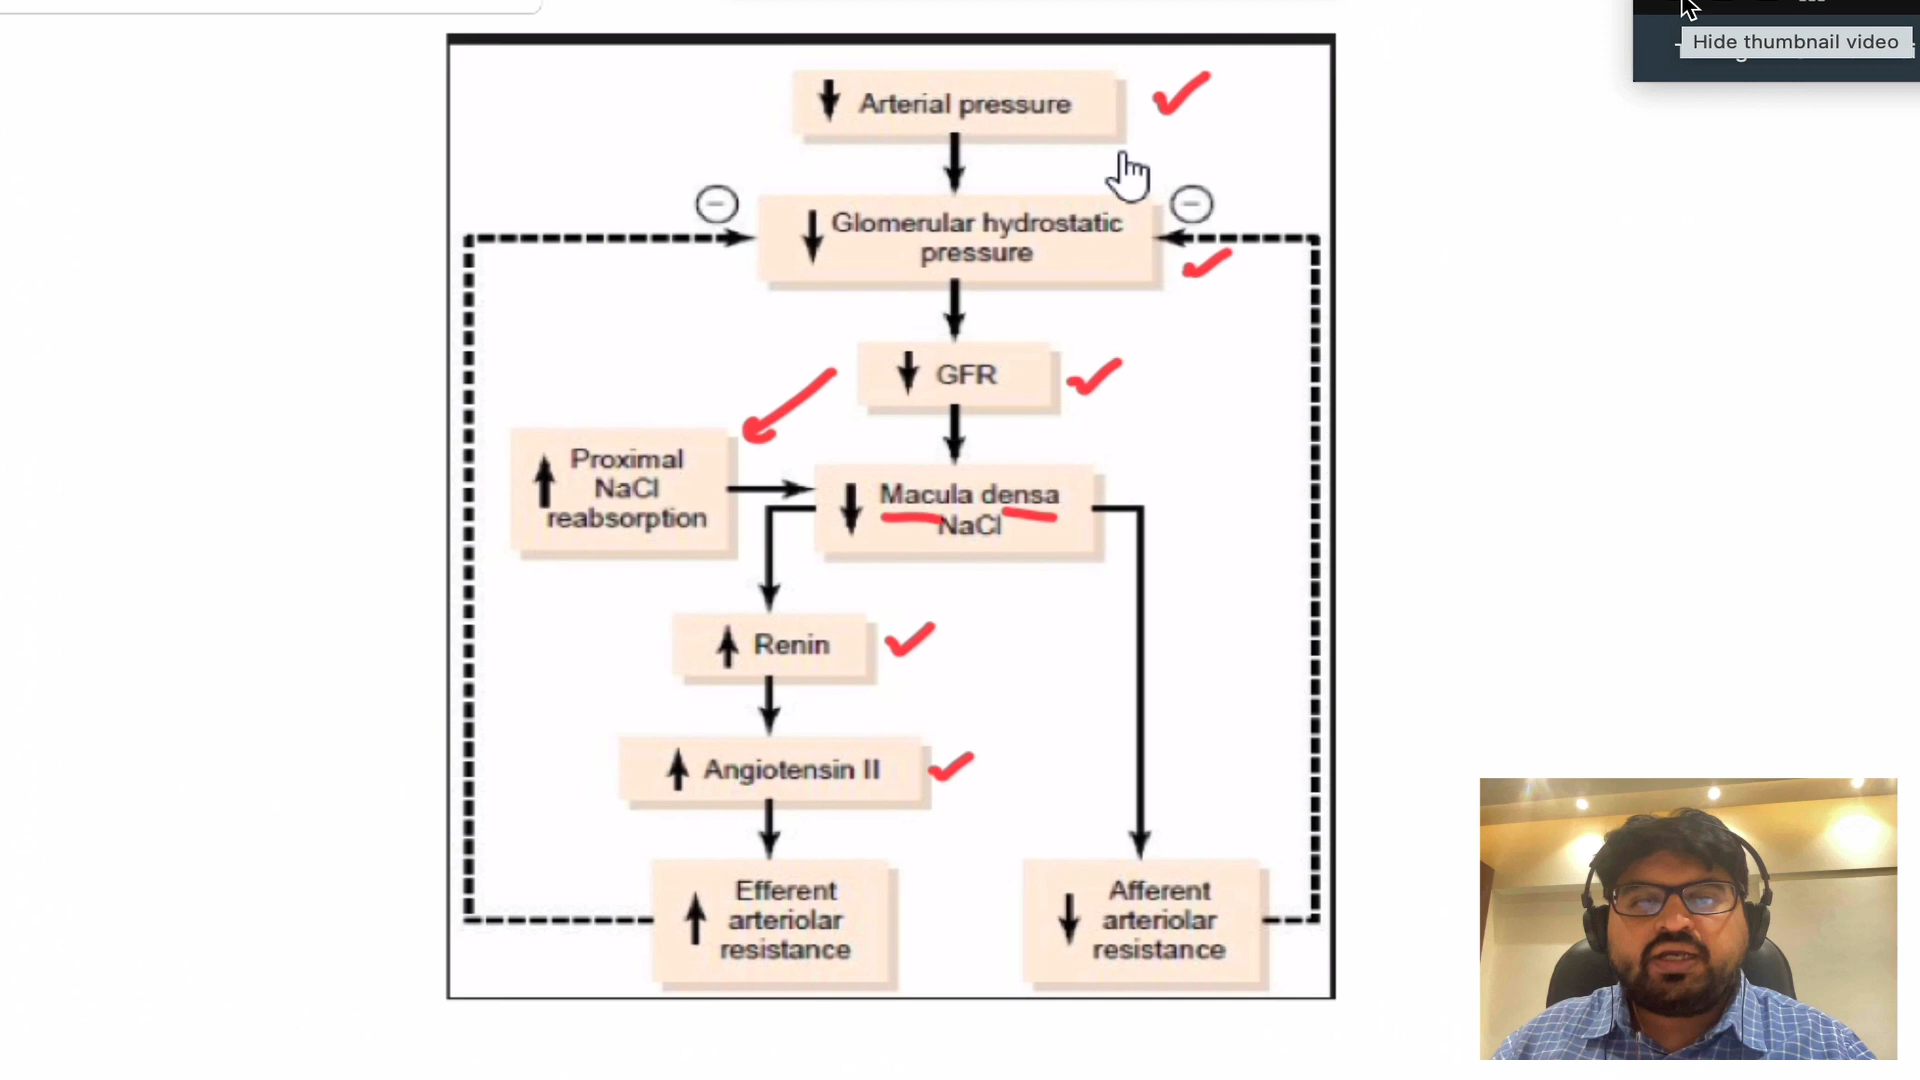 Hide thumbnail video
Arterial pressure
−
−
Glomerular hydrostatic
pressure
GFR
Proximal
NaCl
reabsorption
Macula densa
NaCl
Renin
Angiotensin II
Efferent
arteriolar
resistance
Afferent
arteriolar
resistance